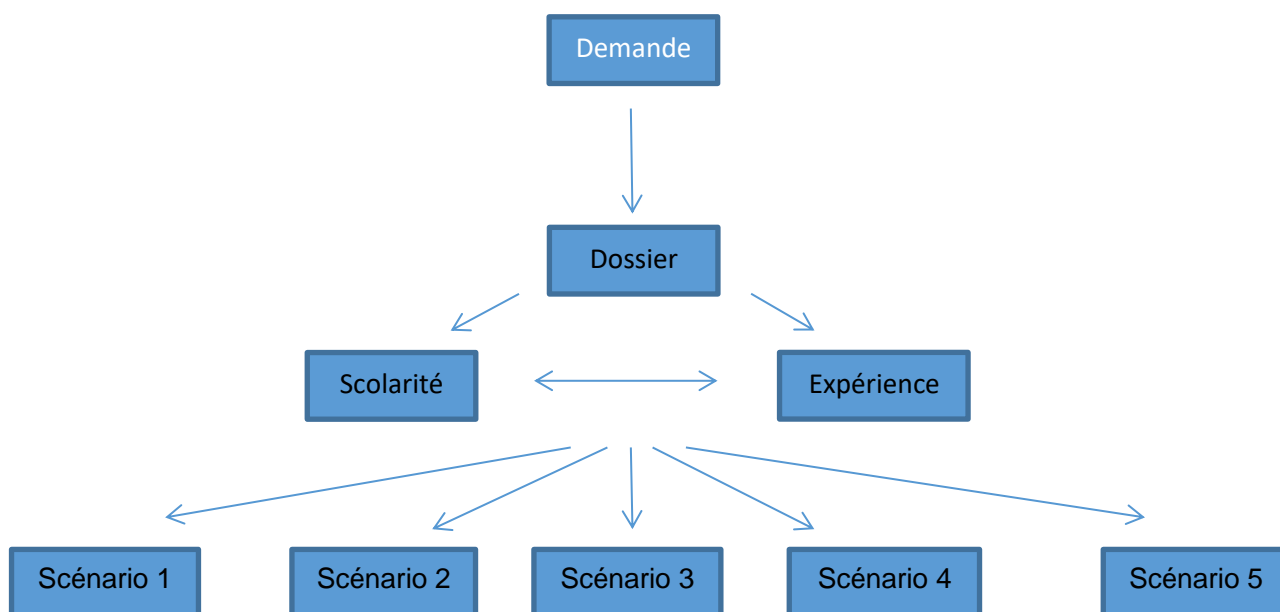 Demande
Dossier
Scolarité
Expérience
Scénario 1
Scénario 2
Scénario 3
Scénario 4
Scénario 5